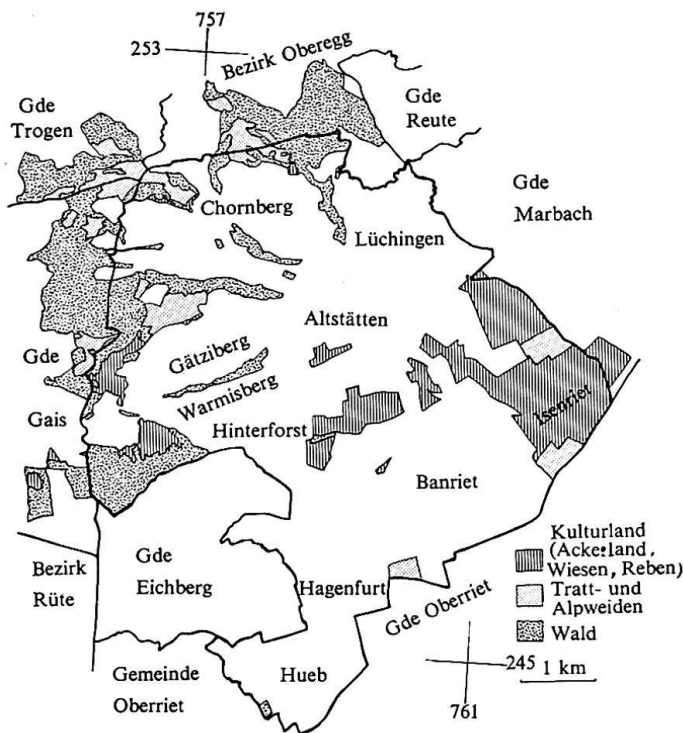 757
253
Bezirk Oberegg
Gde
Trogen
Gde
Reute
Gde
Marbach
Chornberg
Lüchingen
Altstätten
Gde
Gais
Gätziberg
Warmisberg
Hinterforst
Isenriet
Banriet
Bezirk
Rüte
Gde
Eichberg
Hagenfurt
Gde Oberriet
Kulturland
(Ackerland,
Wiesen, Reben)
Tratt- und
Alpweiden
Wald
Gemeinde
Oberriet
Hueb
245
1 km
761